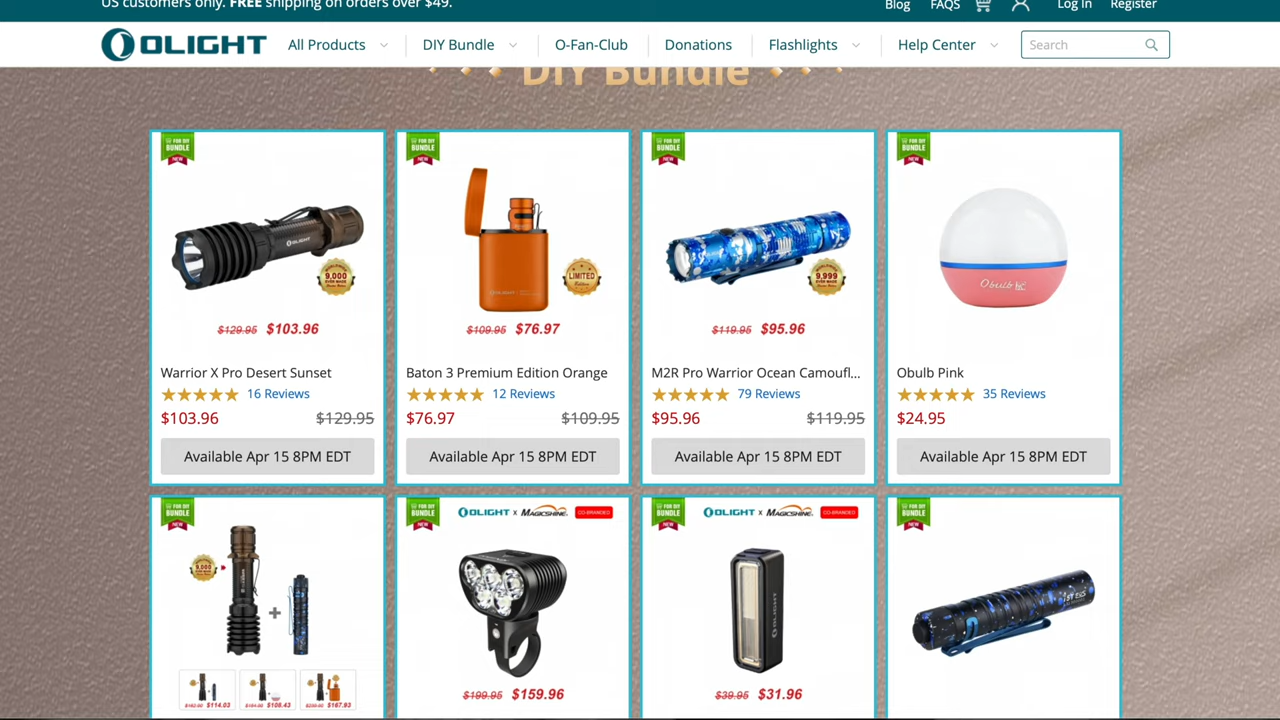 US customers only. FREE shipping on orders over $49.
Blog FAQS Log In Register
OLIGHT All Products DIY Bundle O-Fan-Club Donations Flashlights Help Center Search
DIY Bundle
FOR DIY BUNDLE NEW
OLIGHT
9,000
$129.95 $103.96
Warrior X Pro Desert Sunset
16 Reviews
$103.96 $129.95
Available Apr 15 8PM EDT
FOR DIY BUNDLE NEW
LIMITED
$109.95 $76.97
Baton 3 Premium Edition Orange
12 Reviews
$76.97 $109.95
Available Apr 15 8PM EDT
FOR DIY BUNDLE NEW
9,999
$119.95 $95.96
M2R Pro Warrior Ocean Camoufl...
79 Reviews
$95.96 $119.95
Available Apr 15 8PM EDT
FOR DIY BUNDLE NEW
Obulb
Obulb Pink
35 Reviews
$24.95
Available Apr 15 8PM EDT
FOR DIY BUNDLE NEW
9,000
+
$114.03
$108.43
$167.93
FOR DIY BUNDLE NEW
OLIGHT x MAGICSHINE CO-BRANDED
$199.95 $159.96
FOR DIY BUNDLE NEW
OLIGHT x MAGICSHINE CO-BRANDED
OLIGHT
$39.95 $31.96
FOR DIY BUNDLE NEW
i5T EOS